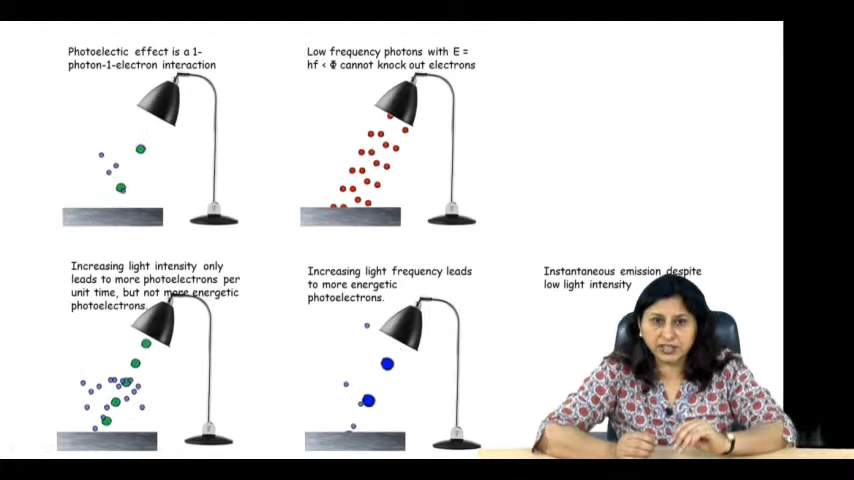 Photoelectic effect is a 1-
photon-1-electron interaction
Low frequency photons with E =
hf < Φ cannot knock out electrons
Increasing light intensity only
leads to more photoelectrons per
unit time, but not more energetic
photoelectrons.
Increasing light frequency leads
to more energetic
photoelectrons.
Instantaneous emission despite
low light intensity